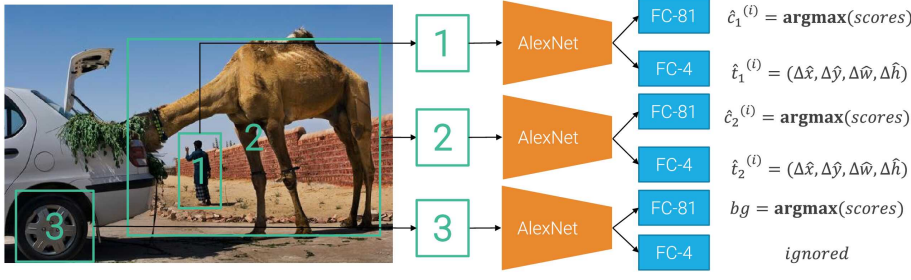 1
2
3
1
AlexNet
FC-81
FC-4
ĉ₁⁽ⁱ⁾ = argmax(scores)
t̂₁⁽ⁱ⁾ = (Δx̂, Δŷ, Δŵ, Δĥ)
2
AlexNet
FC-81
FC-4
ĉ₂⁽ⁱ⁾ = argmax(scores)
t̂₂⁽ⁱ⁾ = (Δx̂, Δŷ, Δŵ, Δĥ)
3
AlexNet
FC-81
FC-4
bg = argmax(scores)
ignored